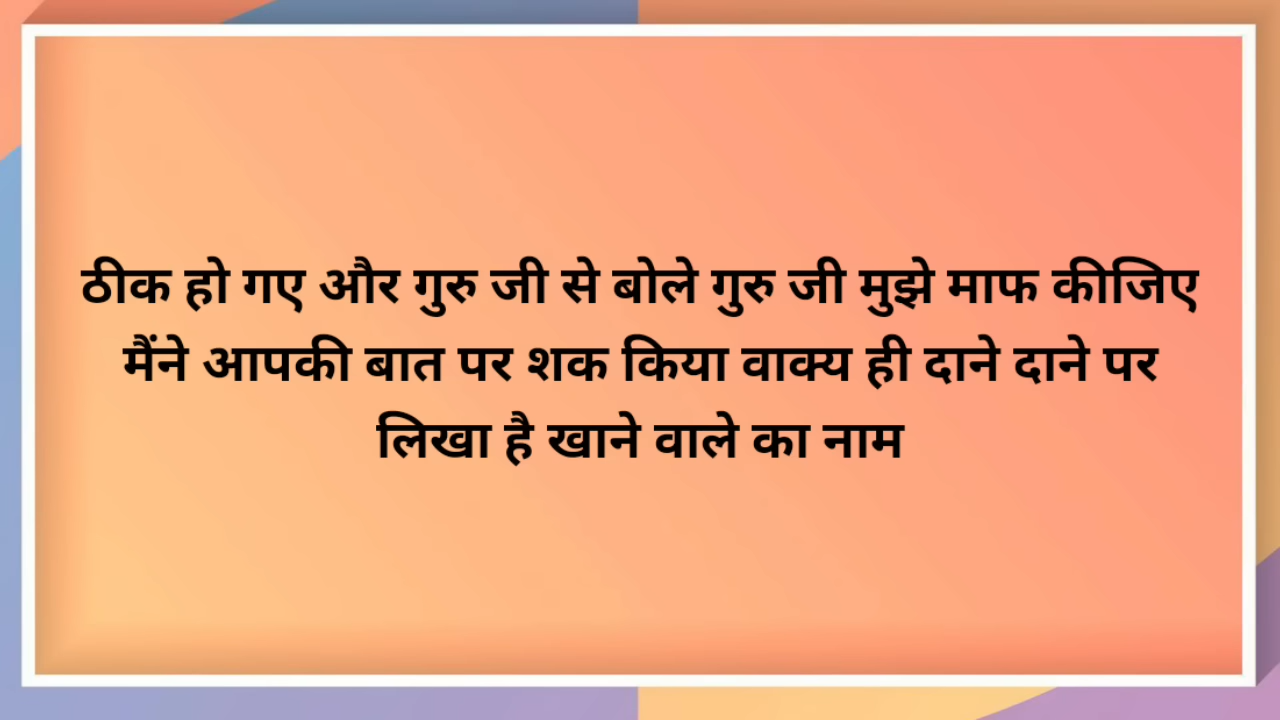 ठीक हो गए और गुरु जी से बोले गुरु जी मुझे माफ कीजिए
मैंने आपकी बात पर शक किया वाक्य ही दाने दाने पर
लिखा है खाने वाले का नाम